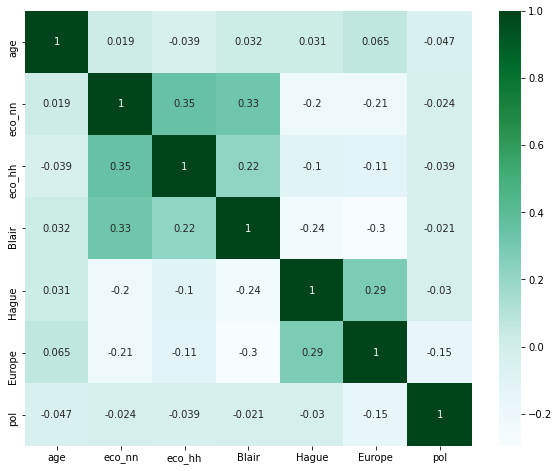 age 1 0.019 -0.039 0.032 0.031 0.065 -0.047
eco_nn 0.019 1 0.35 0.33 -0.2 -0.21 -0.024
eco_hh -0.039 0.35 1 0.22 -0.1 -0.11 -0.039
Blair 0.032 0.33 0.22 1 -0.24 -0.3 -0.021
Hague 0.031 -0.2 -0.1 -0.24 1 0.29 -0.03
Europe 0.065 -0.21 -0.11 -0.3 0.29 1 -0.15
pol -0.047 -0.024 -0.039 -0.021 -0.03 -0.15 1
age eco_nn eco_hh Blair Hague Europe pol
1.0
0.8
0.6
0.4
0.2
0.0
−0.2